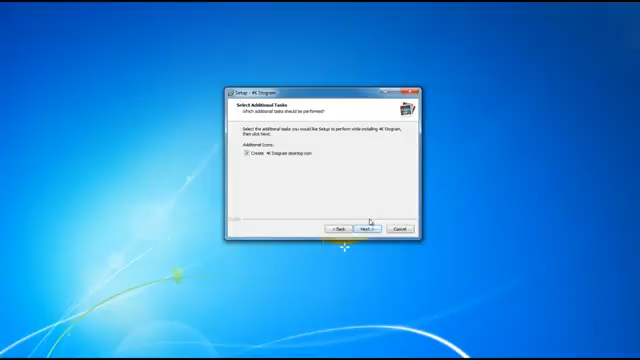 Setup - 4K Stogram
Select Additional Tasks
Which additional tasks should be performed?
Select the additional tasks you would like Setup to perform while installing 4K Stogram,
then click Next.
Additional icons:
Create 4K Stogram desktop icon
< Back
Next >
Cancel